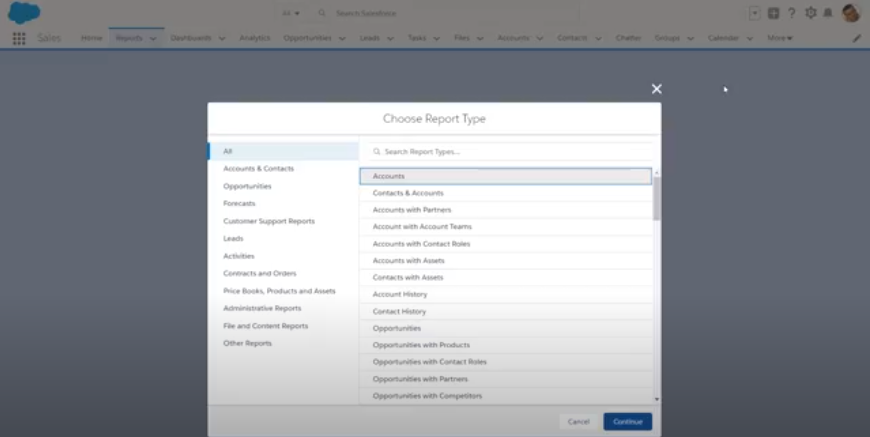 All
Search Salesforce
Sales
Home
Reports
Dashboards
Analytics
Opportunities
Leads
Tasks
Files
Accounts
Contacts
Chatter
Groups
Calendar
More
Choose Report Type
All
Accounts & Contacts
Opportunities
Forecasts
Customer Support Reports
Leads
Activities
Contracts and Orders
Price Books, Products and Assets
Administrative Reports
File and Content Reports
Other Reports
Search Report Types...
Accounts
Contacts & Accounts
Accounts with Partners
Account with Account Teams
Accounts with Contact Roles
Accounts with Assets
Contacts with Assets
Account History
Contact History
Opportunities
Opportunities with Products
Opportunities with Contact Roles
Opportunities with Partners
Opportunities with Competitors
Cancel
Continue